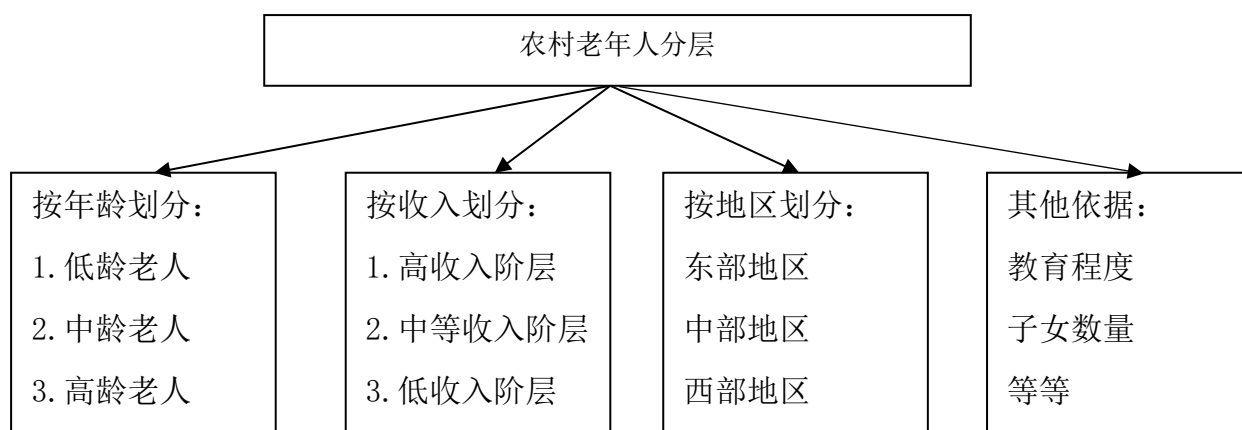 农村老年人分层
按年龄划分：
1.低龄老人
2.中龄老人
3.高龄老人
按收入划分：
1.高收入阶层
2.中等收入阶层
3.低收入阶层
按地区划分：
东部地区
中部地区
西部地区
其他依据：
教育程度
子女数量
等等